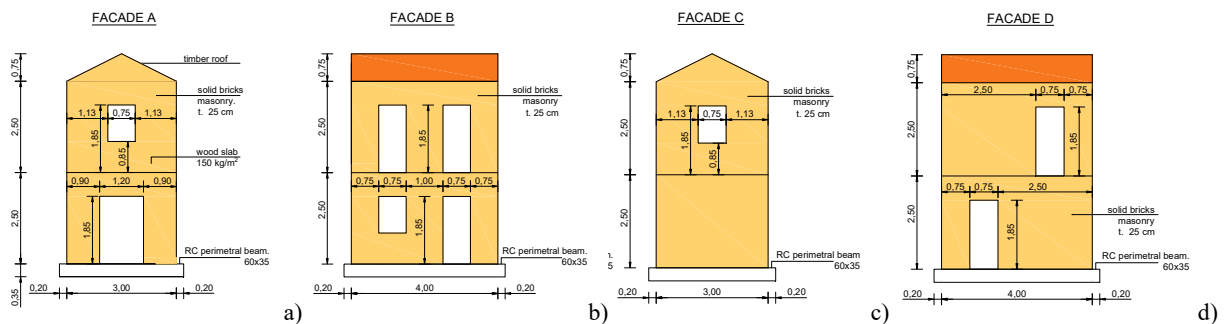 FACADE A
timber roof
0,75
solid bricks
masonry.
t. 25 cm
1,13 0,75 1,13
2,50
1,85
0,85
wood slab
150 kg/m²
0,90 1,20 0,90
2,50
1,85
RC perimetral beam.
60x35
0,35
0,20 3,00 0,20
a)
FACADE B
0,75
solid bricks
masonry
t. 25 cm
2,50
1,85
0,75 0,75 1,00 0,75 0,75
2,50
1,85
RC perimetral beam.
60x35
0,20 4,00 0,20
b)
FACADE C
0,75
solid bricks
masonry
t. 25 cm
1,13 0,75 1,13
2,50
1,85
0,85
2,50
m.
5
RC perimetral beam
60x35
0,20 3,00 0,20
c)
FACADE D
0,75
2,50 0,75 0,75
2,50
1,85
0,75 0,75 2,50
2,50
1,85
solid bricks
masonry
t. 25 cm
RC perimetral beam.
60x35
0,20 4,00 0,20
d)